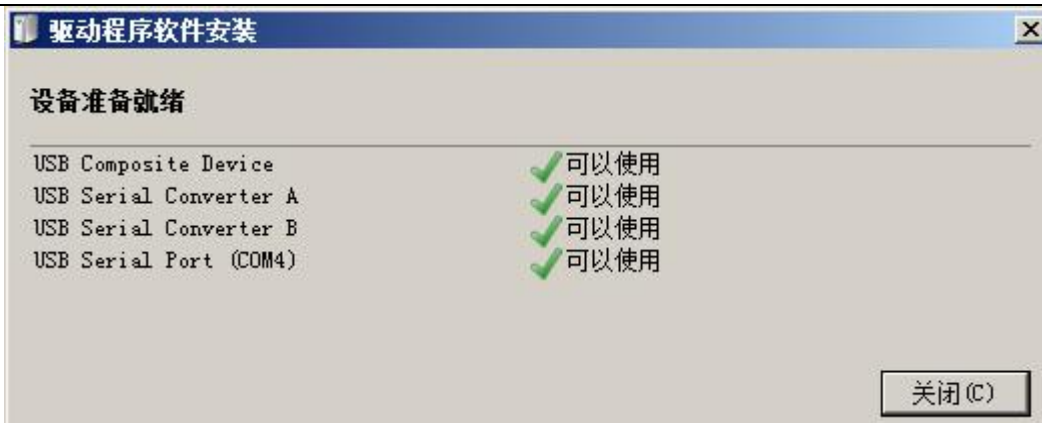 驱动程序软件安装
设备准备就绪
USB Composite Device 可以使用
USB Serial Converter A 可以使用
USB Serial Converter B 可以使用
USB Serial Port (COM4) 可以使用
关闭(C)